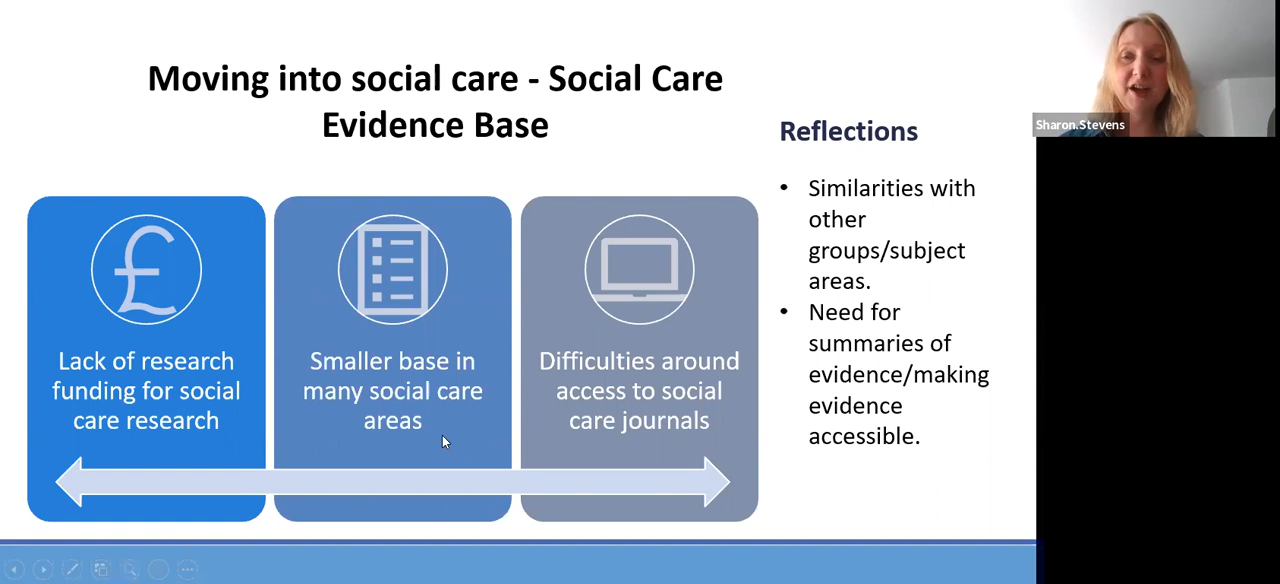 Moving into social care - Social Care
Evidence Base
Lack of research
funding for social
care research
Smaller base in
many social care
areas
Difficulties around
access to social
care journals
Reflections
• Similarities with
other
groups/subject
areas.
• Need for
summaries of
evidence/making
evidence
accessible.
Sharon.Stevens